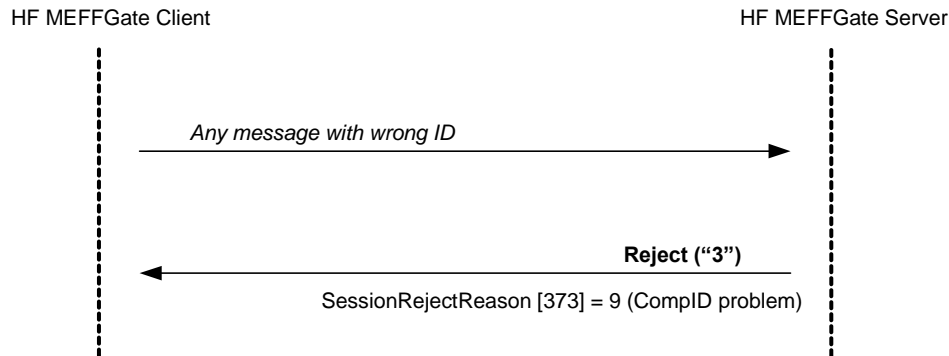 HF MEFFGate Client
HF MEFFGate Server
Any message with wrong ID
Reject (“3”)
SessionRejectReason [373] = 9 (CompID problem)